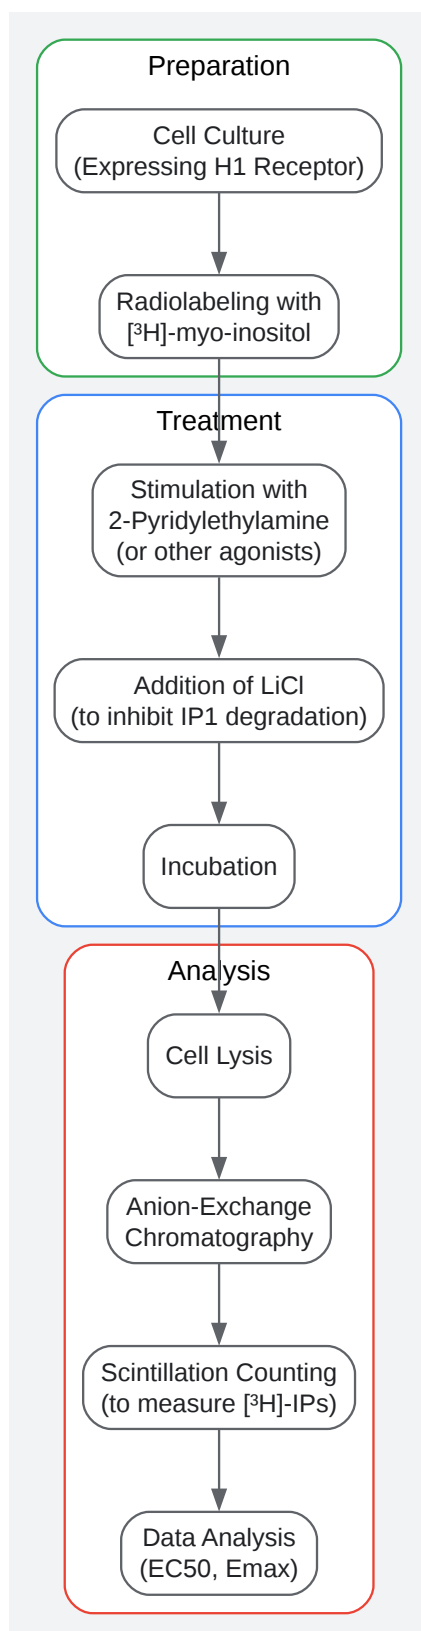 Preparation
Cell Culture
(Expressing H1 Receptor)
Radiolabeling with
[³H]-myo-inositol
Treatment
Stimulation with
2-Pyridylethylamine
(or other agonists)
Addition of LiCl
(to inhibit IP1 degradation)
Incubation
Analysis
Cell Lysis
Anion-Exchange
Chromatography
Scintillation Counting
(to measure [³H]-IPs)
Data Analysis
(EC50, Emax)